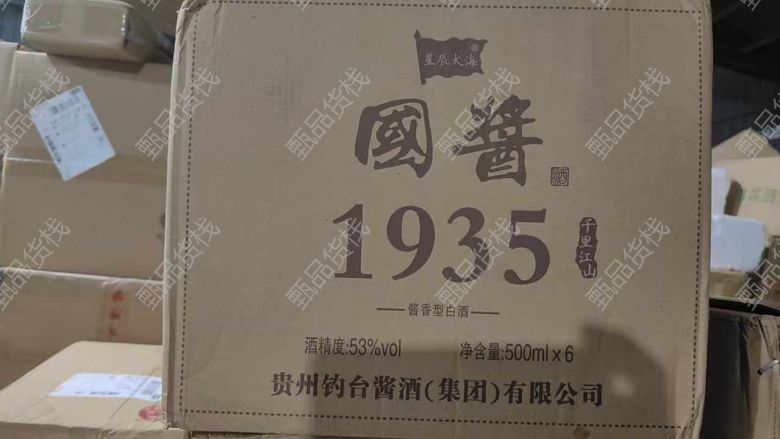 星辰大海®
國醬
酒
1935
千里江山
酱香型白酒
酒精度:53%vol 净含量:500ml×6
贵州钓台酱酒(集团)有限公司
甄品货栈